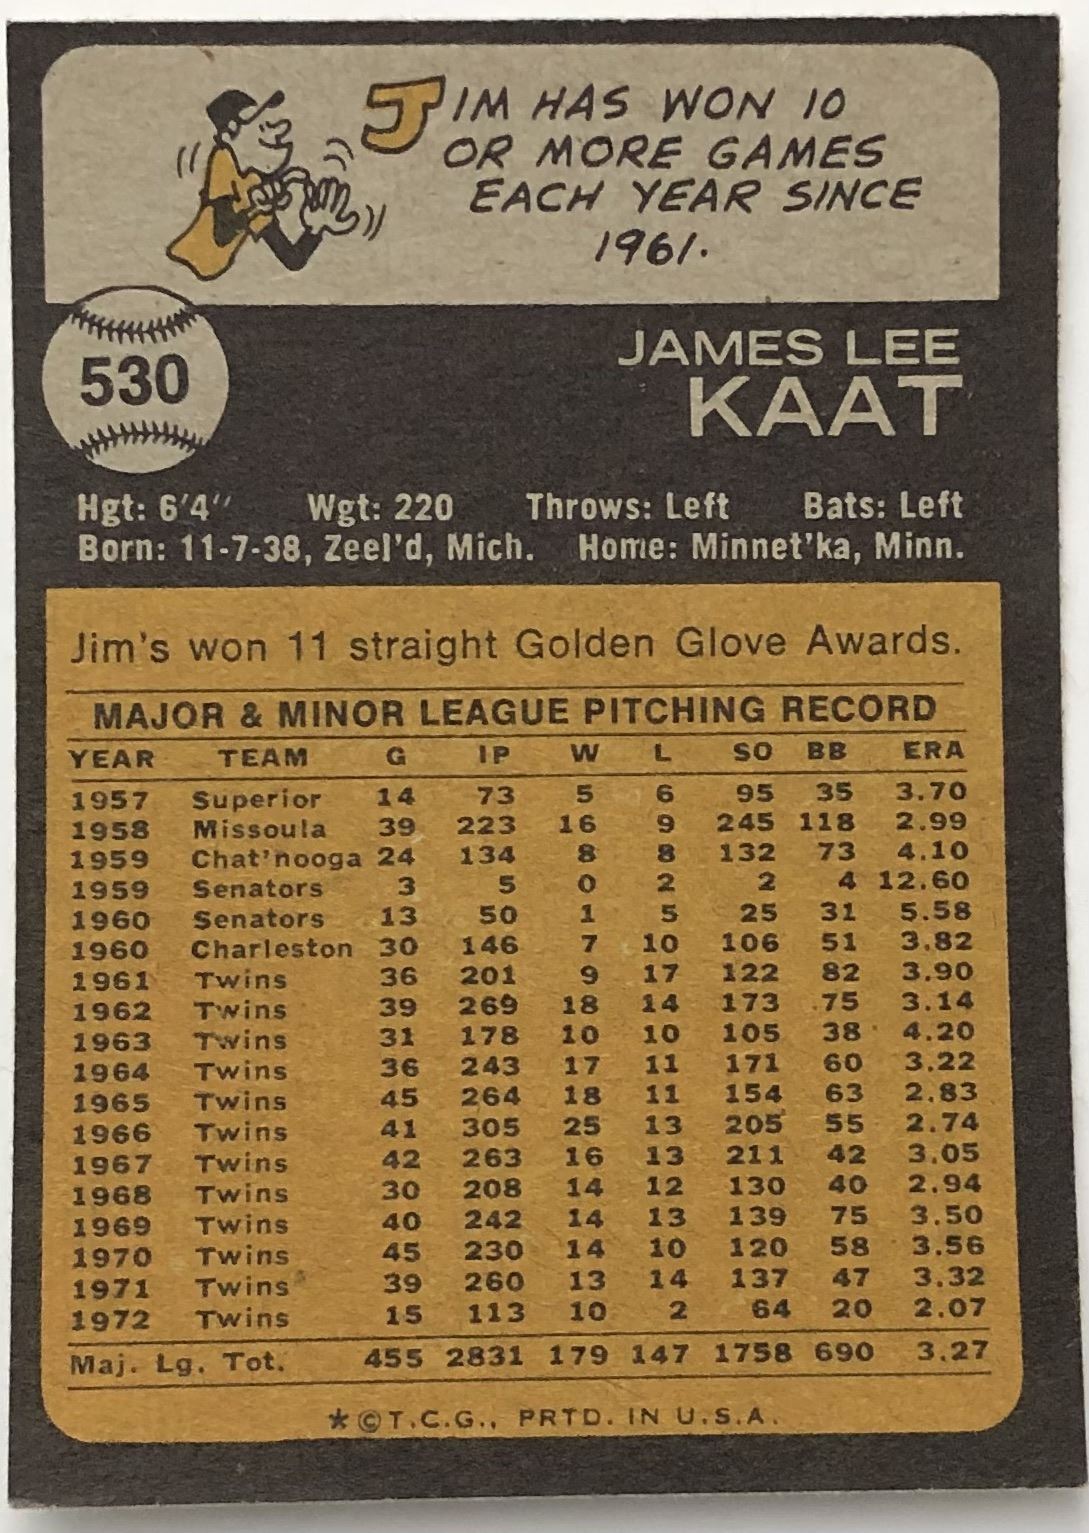 JIM HAS WON 10
OR MORE GAMES
EACH YEAR SINCE
1961.
530
JAMES LEE
KAAT
Hgt: 6'4" Wgt: 220 Throws: Left Bats: Left
Born: 11-7-38, Zeel'd, Mich. Home: Minnet'ka, Minn.
Jim's won 11 straight Golden Glove Awards.
MAJOR & MINOR LEAGUE PITCHING RECORD
YEAR TEAM G IP W L SO BB ERA
1957 Superior 14 73 5 6 95 35 3.70
1958 Missoula 39 223 16 9 245 118 2.99
1959 Chat'nooga 24 134 8 8 132 73 4.10
1959 Senators 3 5 0 2 2 4 12.60
1960 Senators 13 50 1 5 25 31 5.58
1960 Charleston 30 146 7 10 106 51 3.82
1961 Twins 36 201 9 17 122 82 3.90
1962 Twins 39 269 18 14 173 75 3.14
1963 Twins 31 178 10 10 105 38 4.20
1964 Twins 36 243 17 11 171 60 3.22
1965 Twins 45 264 18 11 154 63 2.83
1966 Twins 41 305 25 13 205 55 2.74
1967 Twins 42 263 16 13 211 42 3.05
1968 Twins 30 208 14 12 130 40 2.94
1969 Twins 40 242 14 13 139 75 3.50
1970 Twins 45 230 14 10 120 58 3.56
1971 Twins 39 260 13 14 137 47 3.32
1972 Twins 15 113 10 2 64 20 2.07
Maj. Lg. Tot. 455 2831 179 147 1758 690 3.27
*©T.C.G., PRTD. IN U.S.A.